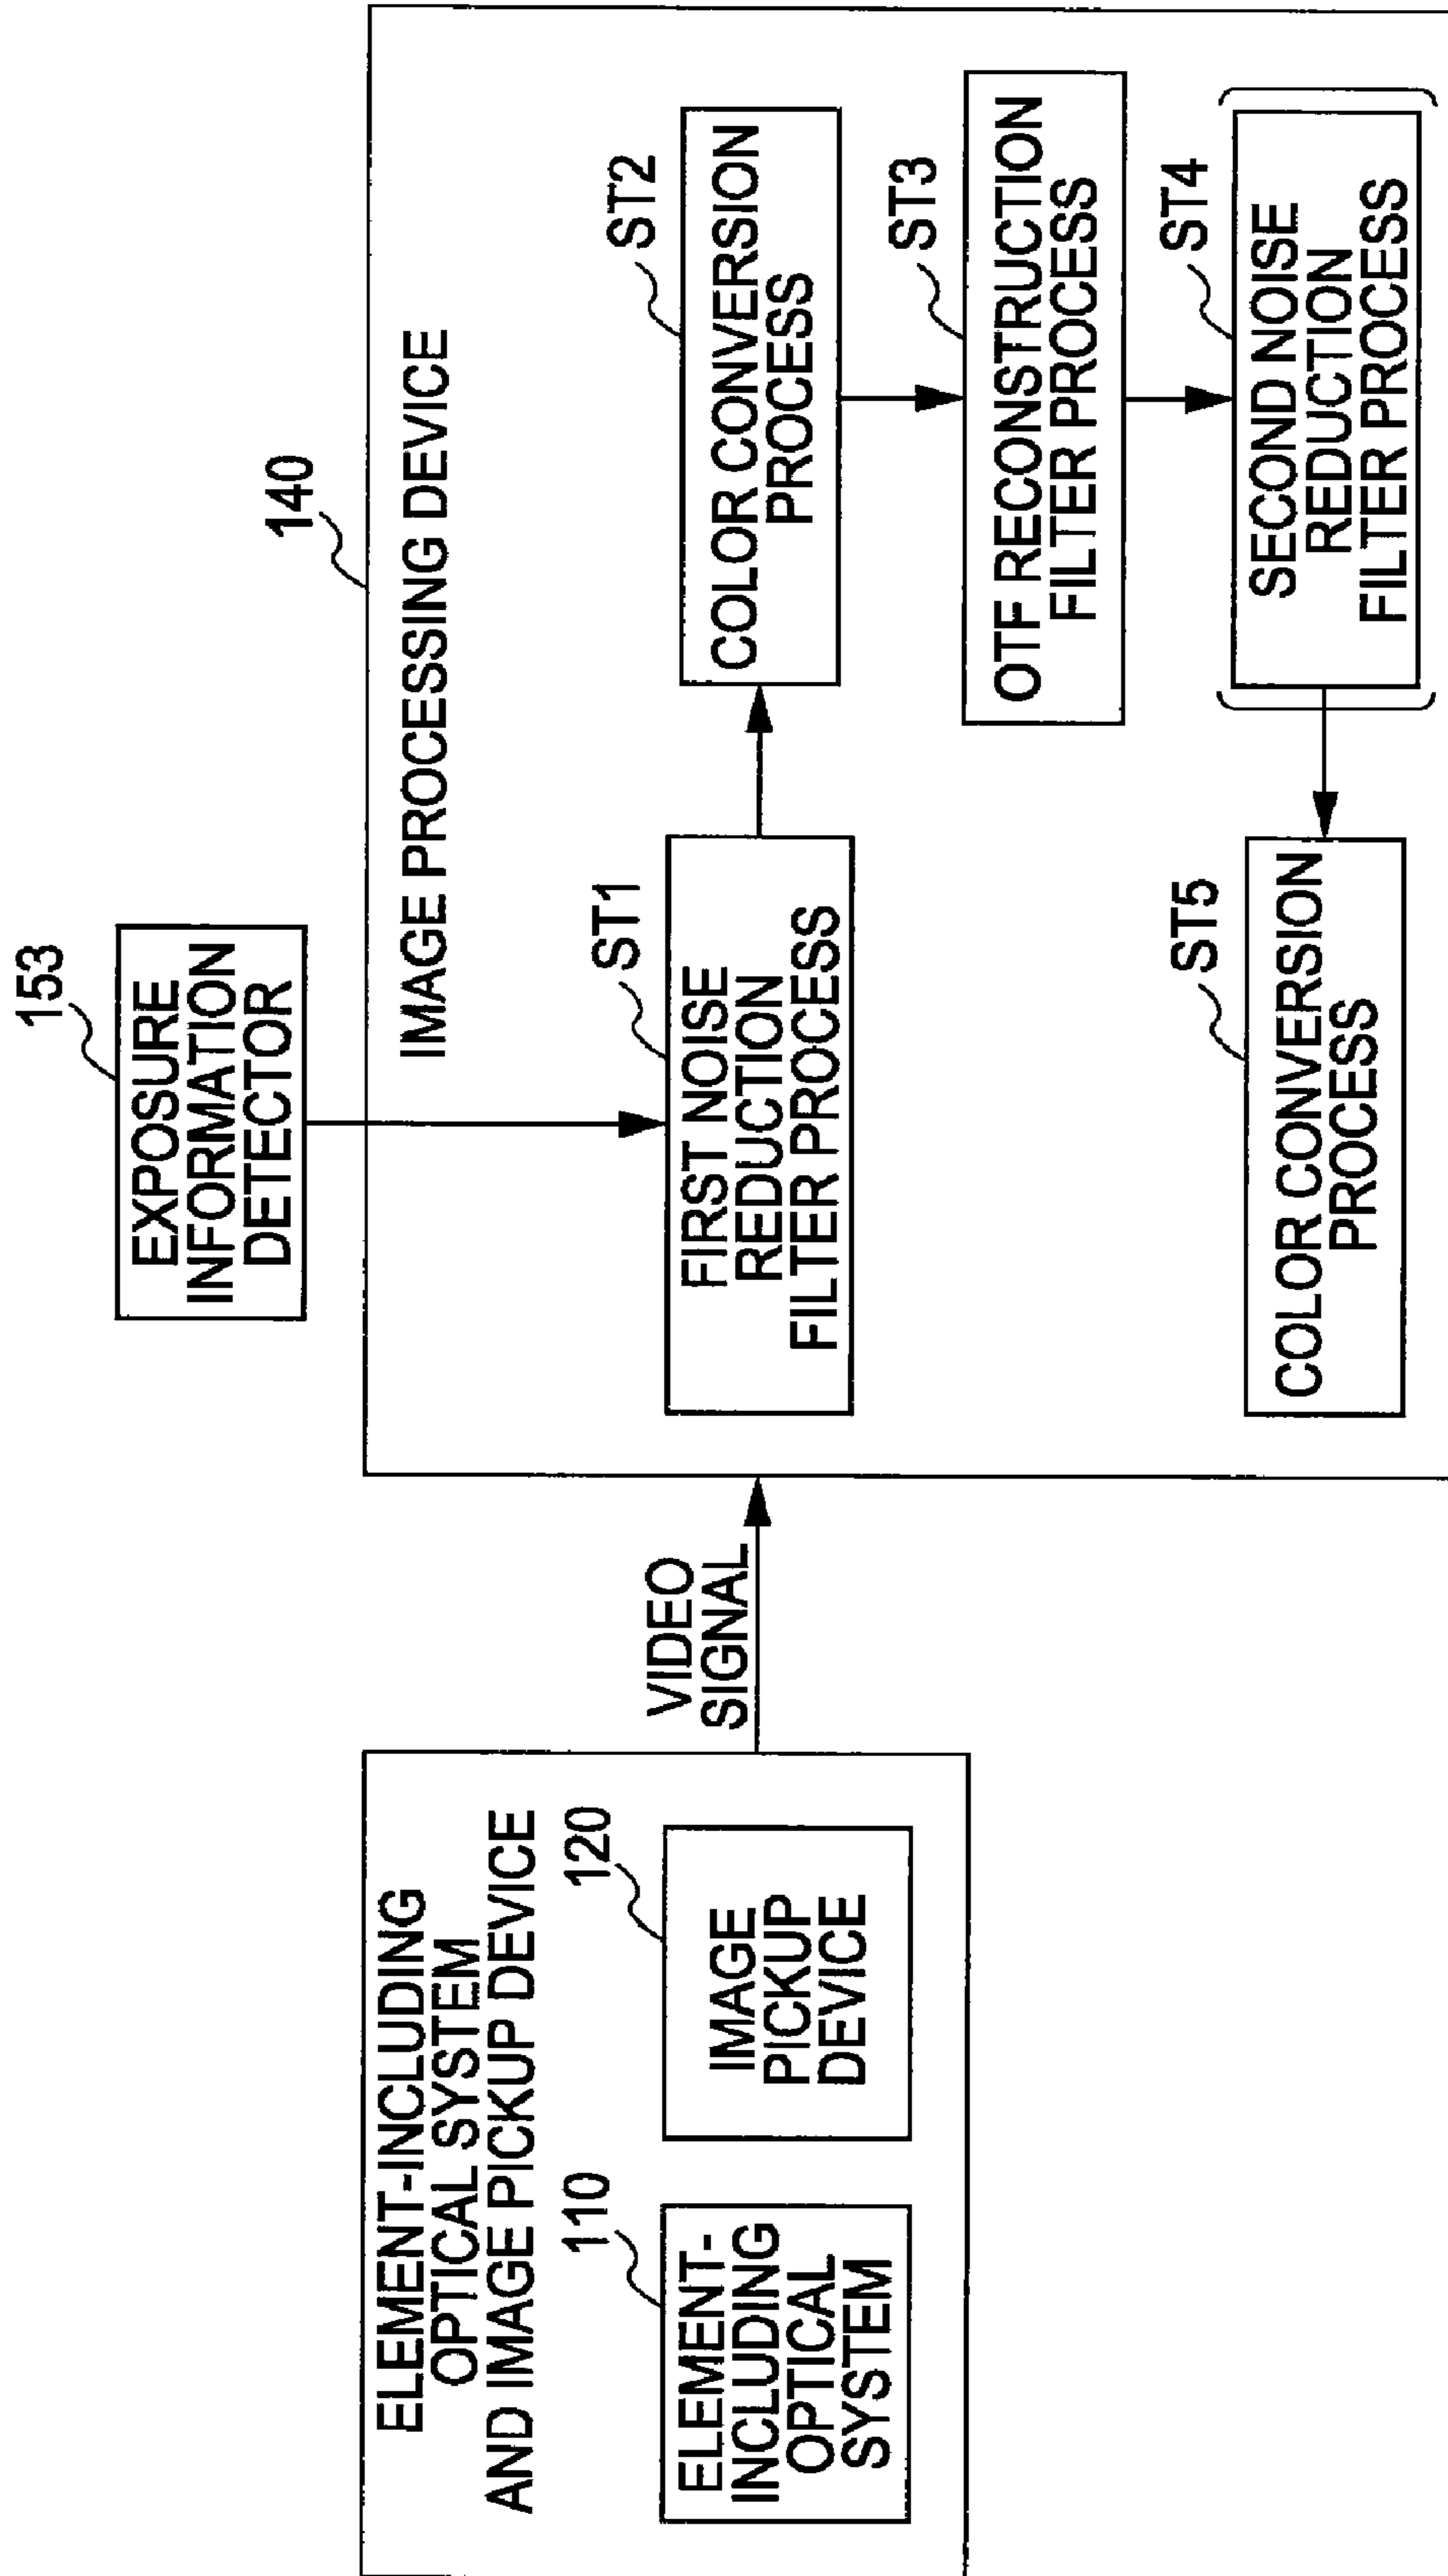 153
EXPOSURE
INFORMATION
DETECTOR
140
IMAGE PROCESSING DEVICE
ELEMENT-INCLUDING
OPTICAL SYSTEM
AND IMAGE PICKUP DEVICE
110
ELEMENT-
INCLUDING
OPTICAL
SYSTEM
120
IMAGE
PICKUP
DEVICE
VIDEO
SIGNAL
ST1
FIRST NOISE
REDUCTION
FILTER PROCESS
ST2
COLOR CONVERSION
PROCESS
ST3
OTF RECONSTRUCTION
FILTER PROCESS
ST4
SECOND NOISE
REDUCTION
FILTER PROCESS
ST5
COLOR CONVERSION
PROCESS